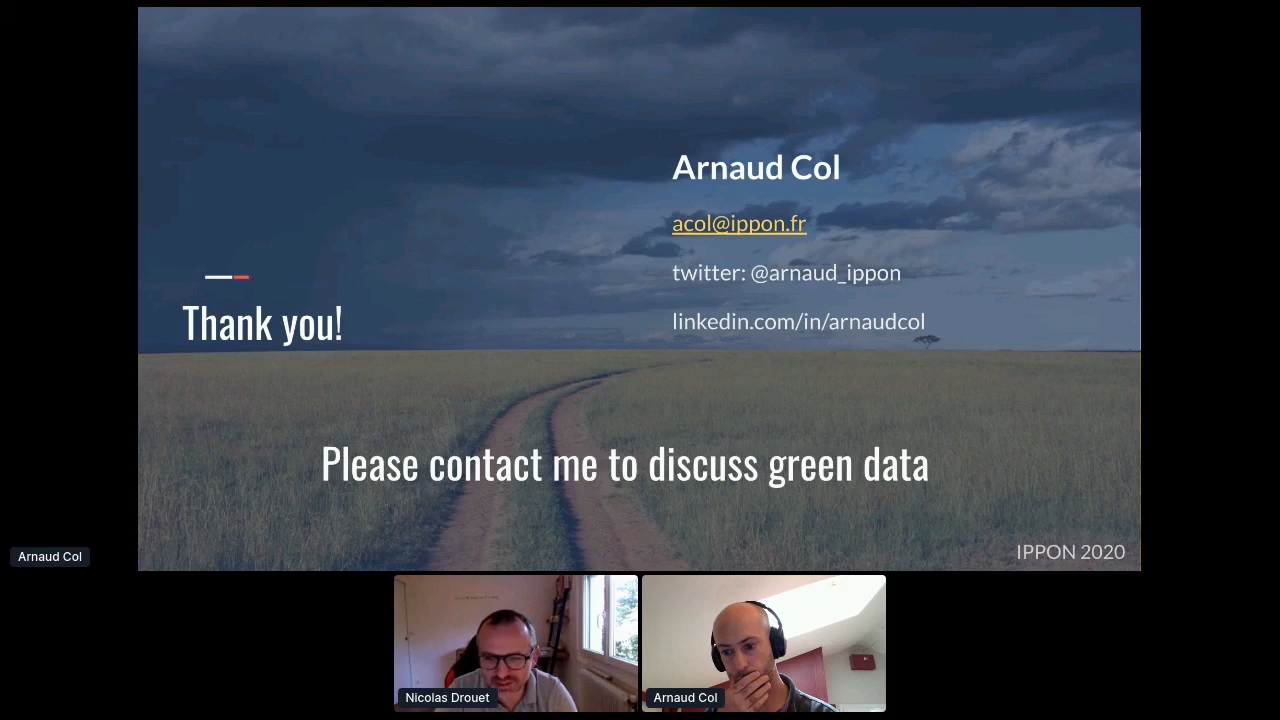 Arnaud Col
acol@ippon.fr
twitter: @arnaud_ippon
linkedin.com/in/arnaudcol
Thank you!
Please contact me to discuss green data
IPPON 2020
Arnaud Col
Nicolas Drouet
Arnaud Col